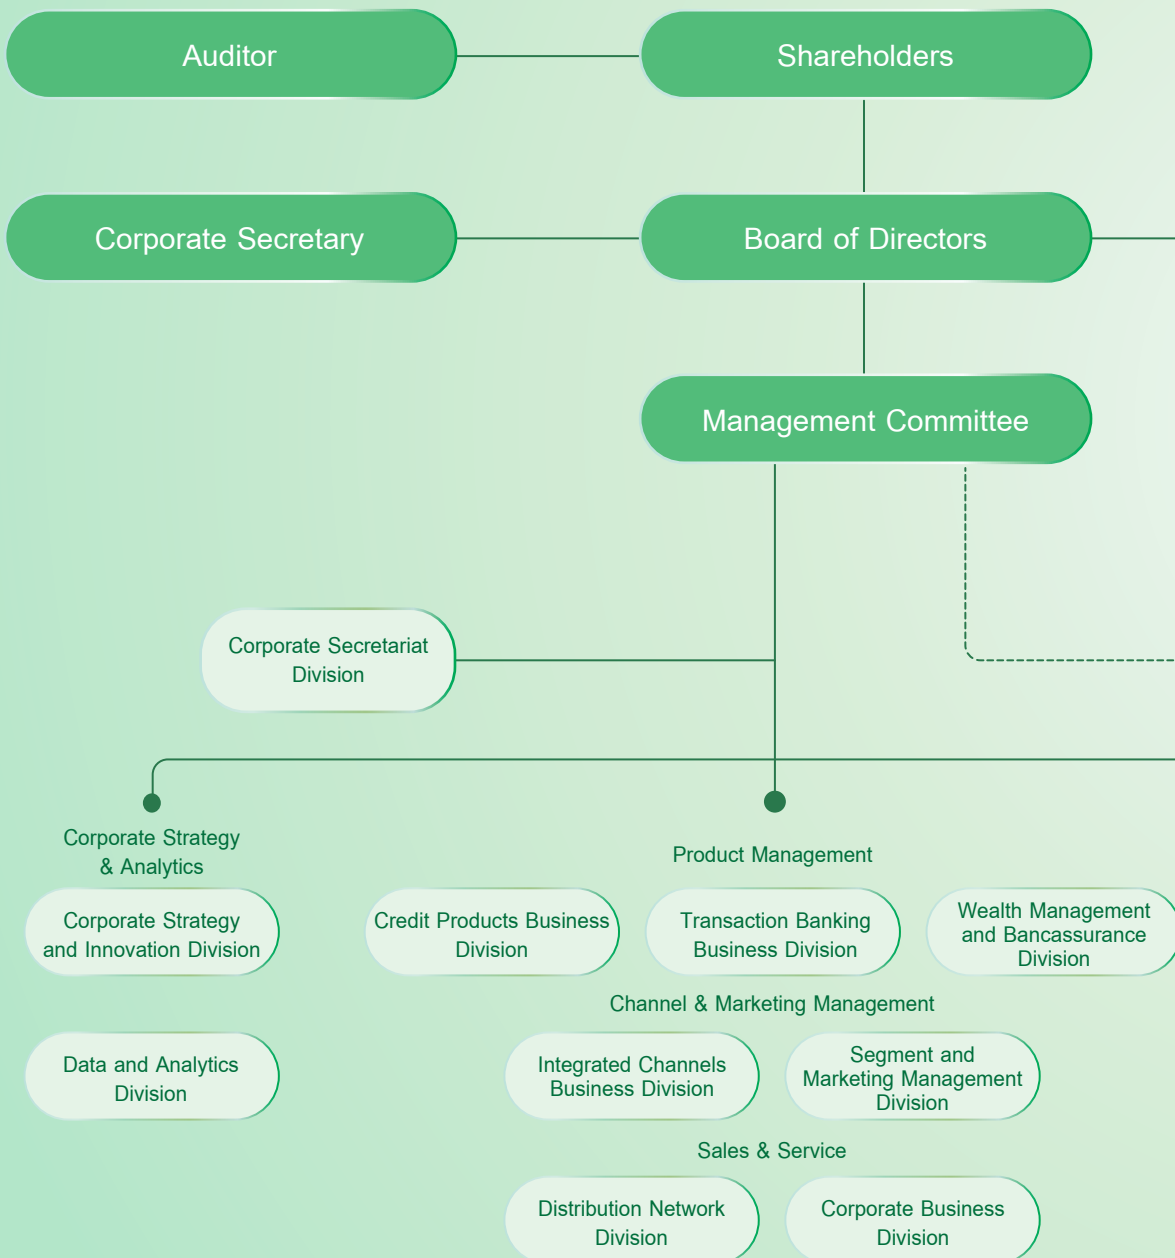 Auditor
Shareholders
Corporate Secretary
Board of Directors
Management Committee
Corporate Secretariat
Division
Corporate Strategy
& Analytics
Corporate Strategy
and Innovation Division
Data and Analytics
Division
Product Management
Credit Products Business
Division
Transaction Banking
Business Division
Wealth Management
and Bancassurance
Division
Channel & Marketing Management
Integrated Channels
Business Division
Segment and
Marketing Management
Division
Sales & Service
Distribution Network
Division
Corporate Business
Division